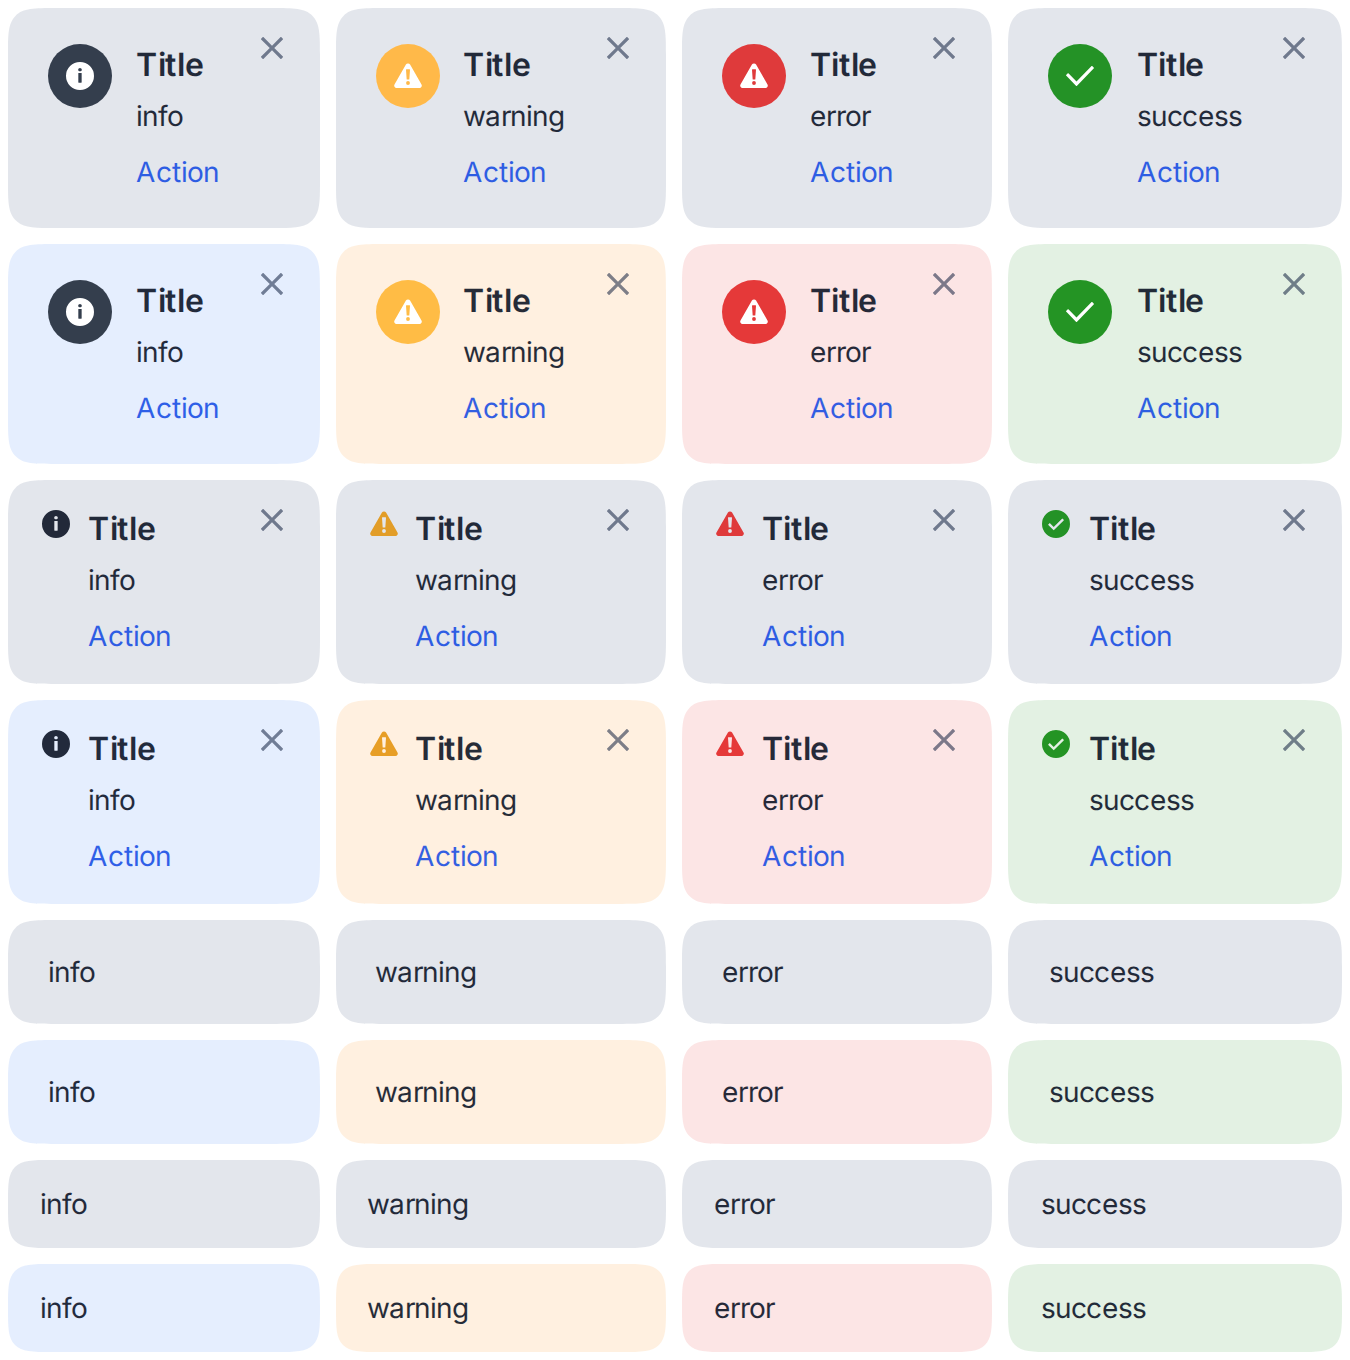 Title
info
Action
Title
warning
Action
Title
error
Action
Title
success
Action
Title
info
Action
Title
warning
Action
Title
error
Action
Title
success
Action
Title
info
Action
Title
warning
Action
Title
error
Action
Title
success
Action
Title
info
Action
Title
warning
Action
Title
error
Action
Title
success
Action
info
warning
error
success
info
warning
error
success
info
warning
error
success
info
warning
error
success